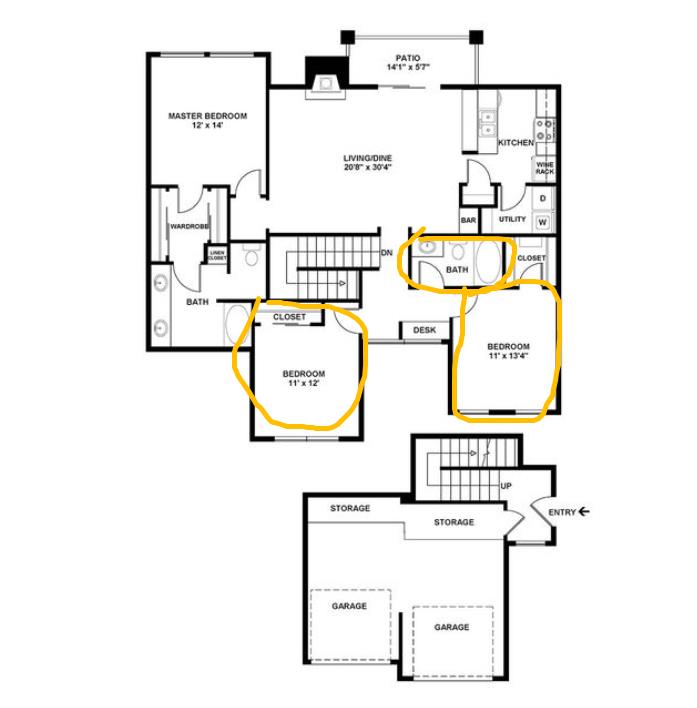 PATIO
14'1" x 5'7"
MASTER BEDROOM
12' x 14'
KITCHEN
LIVING/DINE
20'8" x 30'4"
WINE
RACK
D
W
WARDROBE
BAR
UTILITY
LINEN
CLOSET
DN
BATH
CLOSET
BATH
CLOSET
DESK
BEDROOM
11' x 12'
BEDROOM
11' x 13'4"
UP
ENTRY ←
STORAGE
STORAGE
GARAGE
GARAGE